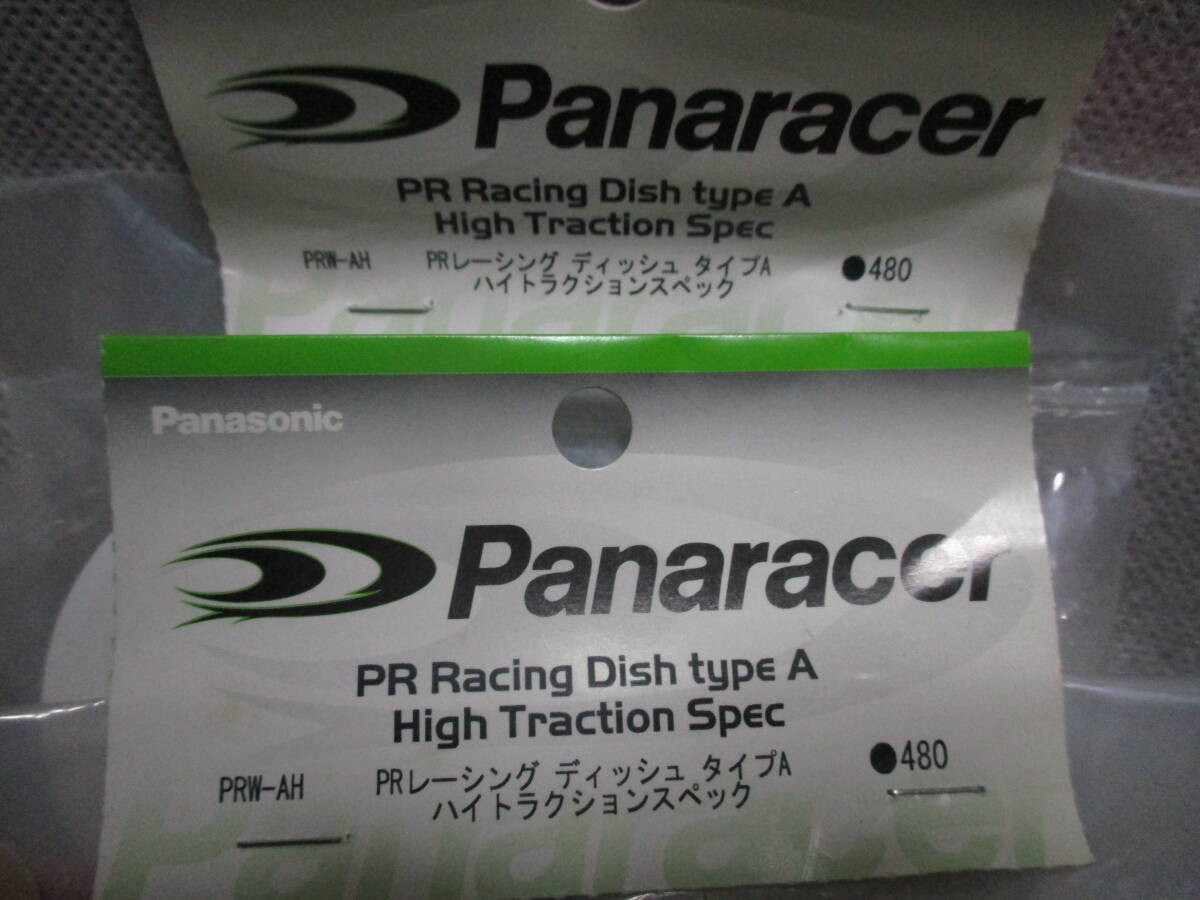 Panaracer
PR Racing Dish type A
High Traction Spec
PRW-AH PRレーシング ディッシュ タイプA ●480
ハイトラクションスペック
Panaracer
Panasonic
Panaracer
PR Racing Dish type A
High Traction Spec
PRW-AH PRレーシング ディッシュ タイプA ●480
ハイトラクションスペック
Panaracer